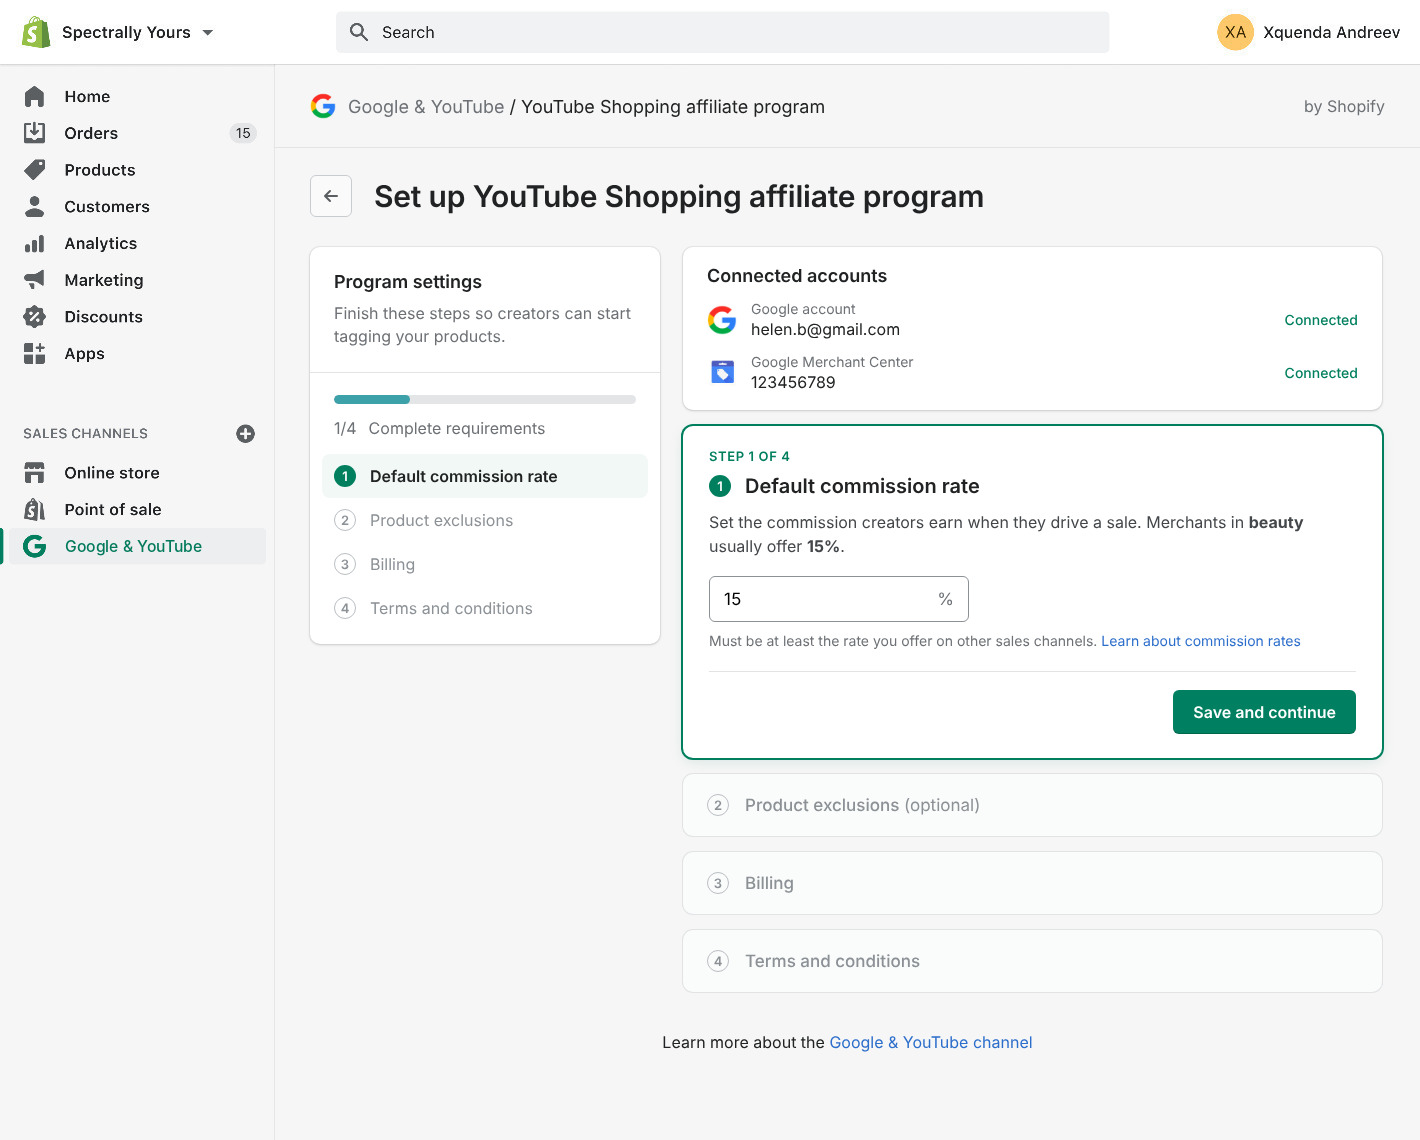 Spectrally Yours
Search
XA
Xquenda Andreev
Home
Orders
15
Products
Customers
Analytics
Marketing
Discounts
Apps
SALES CHANNELS
Online store
Point of sale
Google & YouTube
Google & YouTube / YouTube Shopping affiliate program
by Shopify
Set up YouTube Shopping affiliate program
Program settings
Finish these steps so creators can start
tagging your products.
1/4 Complete requirements
1 Default commission rate
2 Product exclusions
3 Billing
4 Terms and conditions
Connected accounts
Google account
helen.b@gmail.com
Connected
Google Merchant Center
123456789
Connected
STEP 1 OF 4
1 Default commission rate
Set the commission creators earn when they drive a sale. Merchants in beauty
usually offer 15%.
15 %
Must be at least the rate you offer on other sales channels. Learn about commission rates
Save and continue
2 Product exclusions (optional)
3 Billing
4 Terms and conditions
Learn more about the Google & YouTube channel